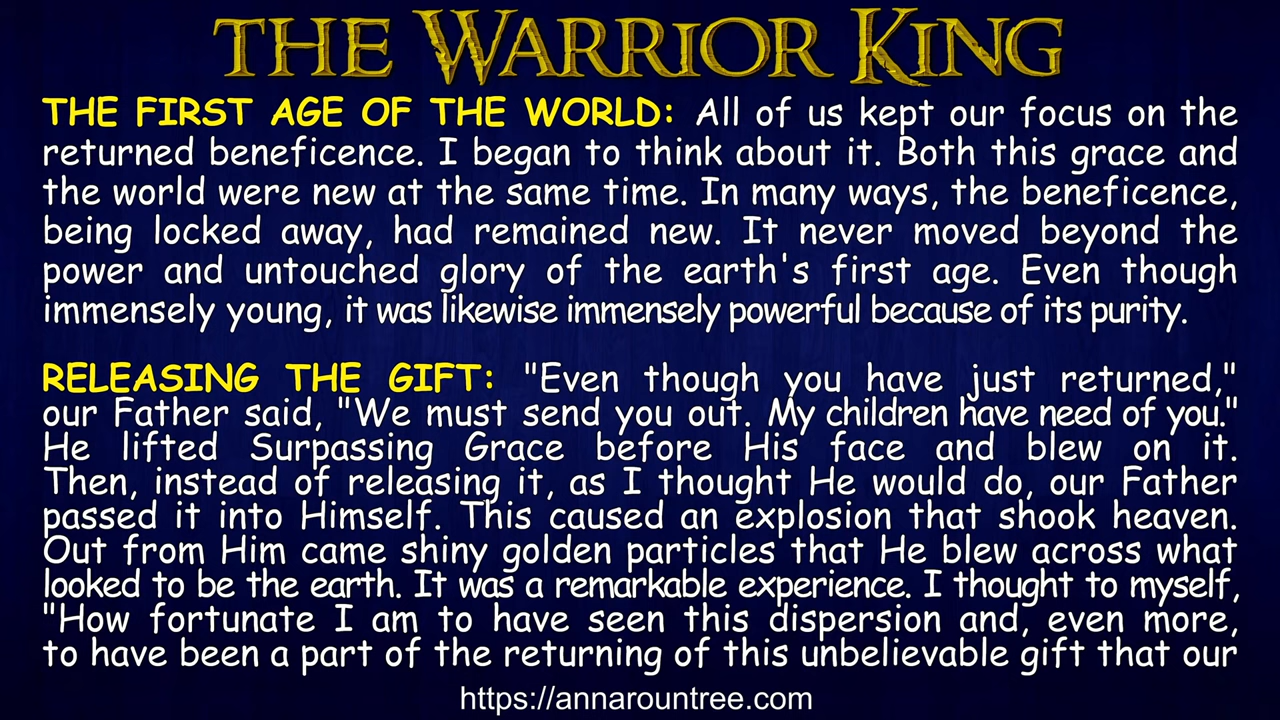 THE WARRIOR KING
THE FIRST AGE OF THE WORLD: All of us kept our focus on the
returned beneficence. I began to think about it. Both this grace and
the world were new at the same time. In many ways, the beneficence,
being locked away, had remained new. It never moved beyond the
power and untouched glory of the earth's first age. Even though
immensely young, it was likewise immensely powerful because of its purity.
RELEASING THE GIFT: "Even though you have just returned,"
our Father said, "We must send you out. My children have need of you."
He lifted Surpassing Grace before His face and blew on it.
Then, instead of releasing it, as I thought He would do, our Father
passed it into Himself. This caused an explosion that shook heaven.
Out from Him came shiny golden particles that He blew across what
looked to be the earth. It was a remarkable experience. I thought to myself,
"How fortunate I am to have seen this dispersion and, even more,
to have been a part of the returning of this unbelievable gift that our
https://annarountree.com